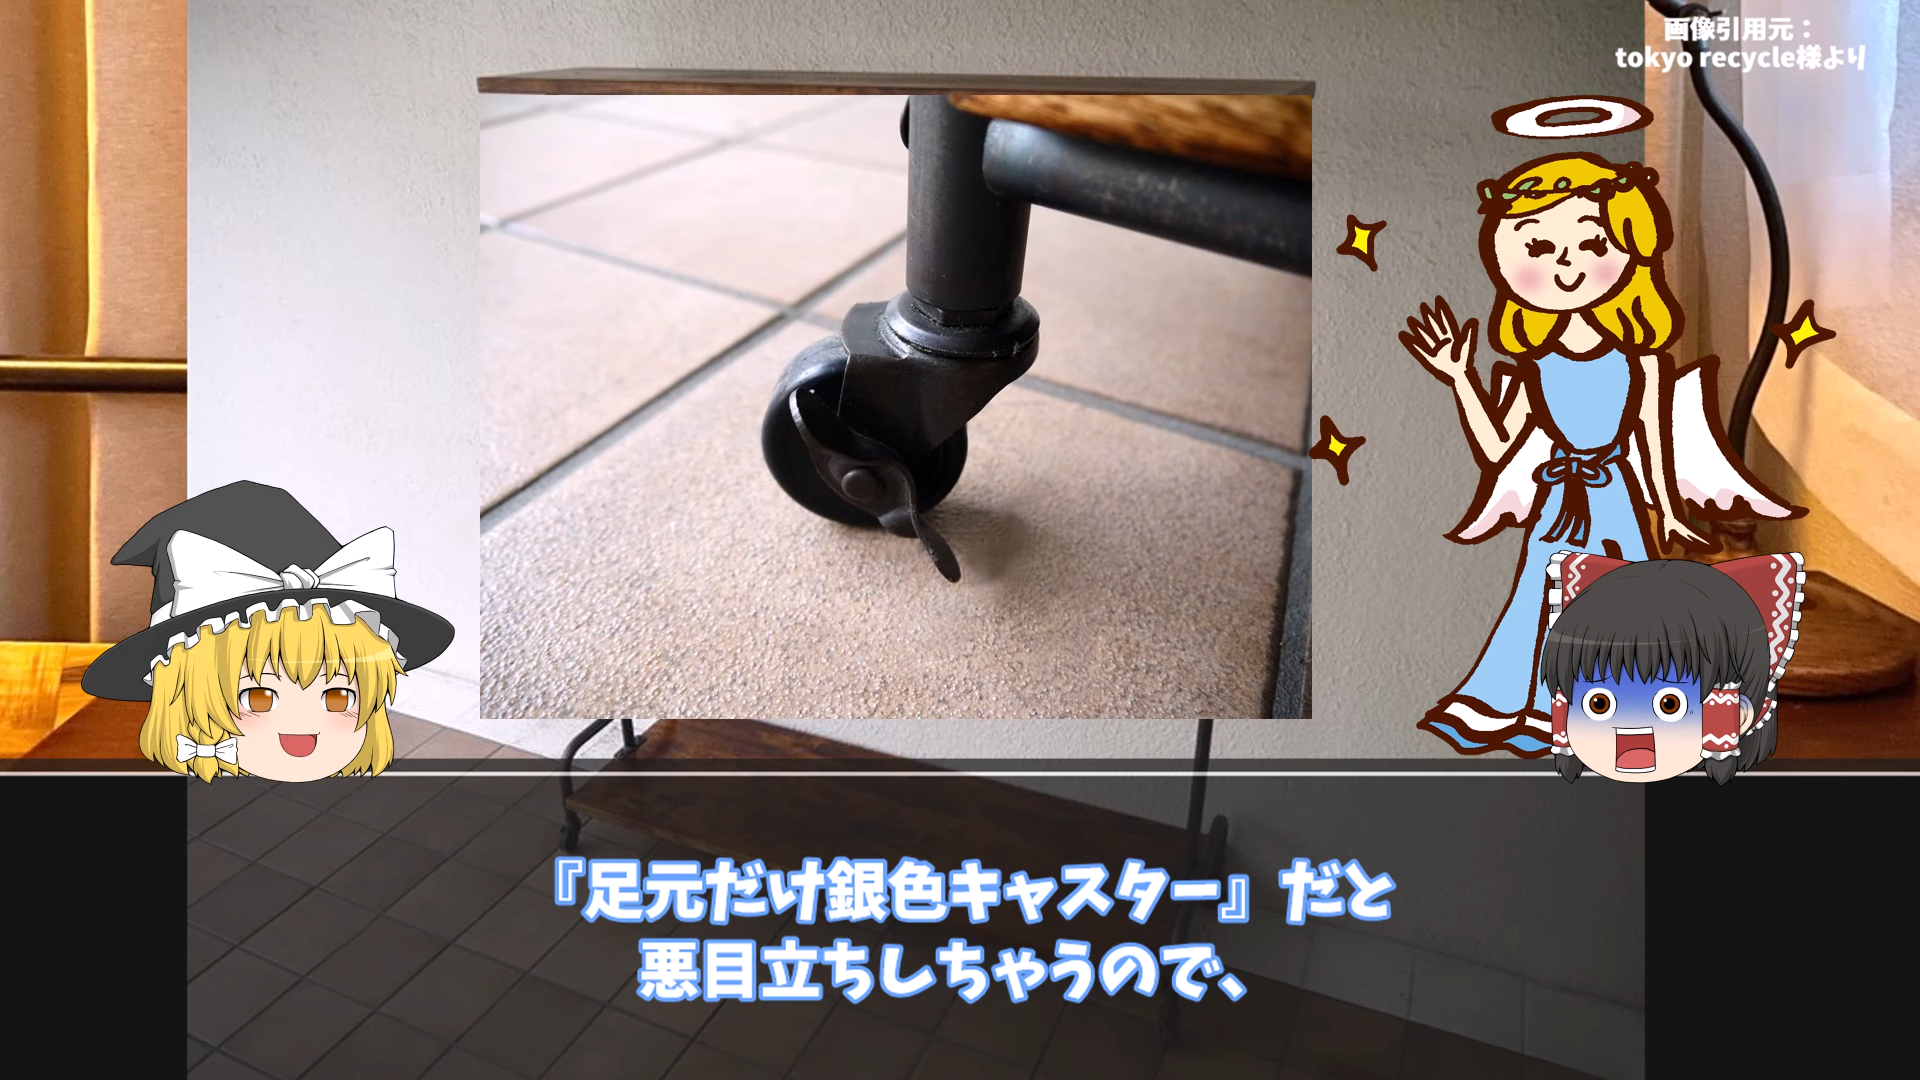 画像引用元：
tokyo recycle様より
『足元だけ銀色キャスター』だと
悪目立ちしちゃうので、